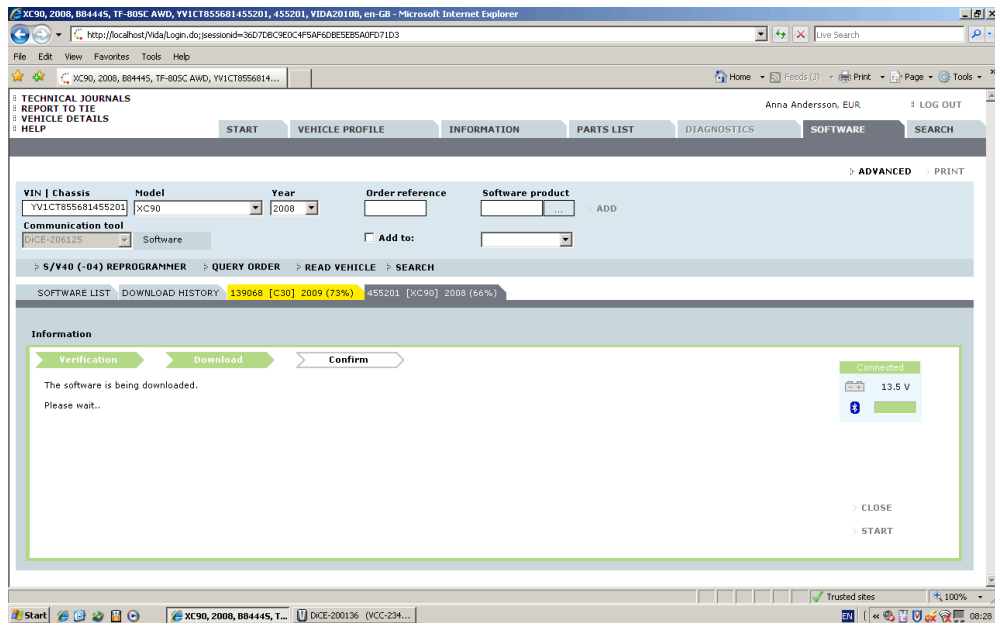 XC90, 2008, B8444S, TF-80SC AWD, YV1CT855681455201, 455201, VIDA2010B, en-GB - Microsoft Internet Explorer
http://localhost/Vida/Login.do;jsessionid=36D7DBC9E0C4F5AF6DBE5EB5A0FD71D3
Live Search
File Edit View Favorites Tools Help
XC90, 2008, B8444S, TF-80SC AWD, YV1CT8556814...
Home Feeds (J) Print Page Tools »
TECHNICAL JOURNALS
REPORT TO TIE
VEHICLE DETAILS
HELP
Anna Andersson, EUR LOG OUT
START VEHICLE PROFILE INFORMATION PARTS LIST DIAGNOSTICS SOFTWARE SEARCH
ADVANCED PRINT
VIN | Chassis Model Year Order reference Software product
YV1CT855681455201 XC90 2008 ... ADD
Communication tool
DiCE-206125 Software Add to:
S/V40 (-04) REPROGRAMMER QUERY ORDER READ VEHICLE SEARCH
SOFTWARE LIST DOWNLOAD HISTORY 139068 [C30] 2009 (73%) 455201 [XC90] 2008 (66%)
Information
Verification Download Confirm
Connected
The software is being downloaded.
13.5 V
Please wait..
CLOSE
START
Trusted sites 100%
Start XC90, 2008, B8444S, T... DiCE-200136 (VCC-234... EN « 08:28